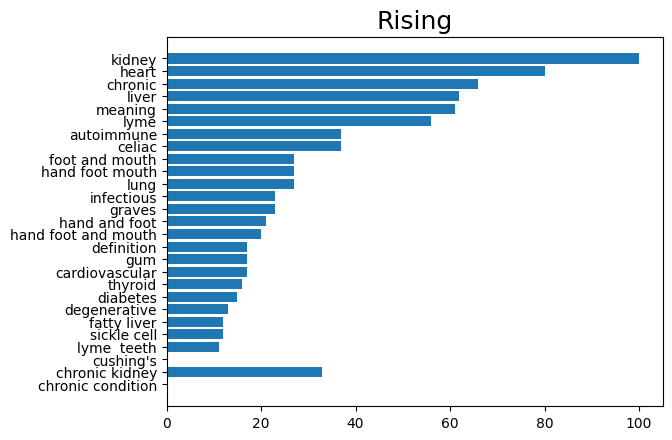 Rising
kidney
heart
chronic
liver
meaning
lyme
autoimmune
celiac
foot and mouth
hand foot mouth
lung
infectious
graves
hand and foot
hand foot and mouth
definition
gum
cardiovascular
thyroid
diabetes
degenerative
fatty liver
sickle cell
lyme  teeth
cushing's
chronic kidney
chronic condition
0 20 40 60 80 100